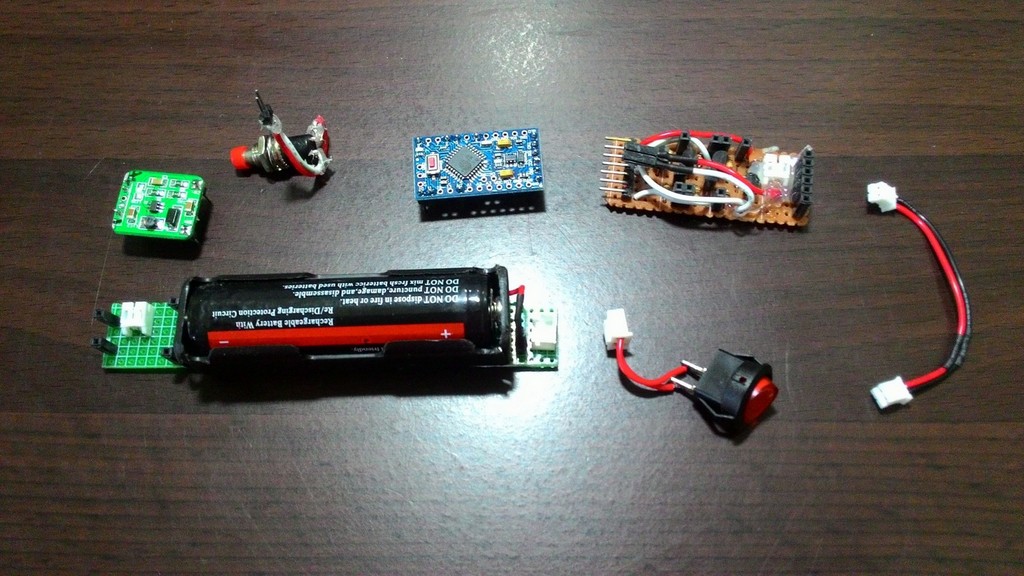 Rechargeable Battery With
Re/Discharging Protection Circuit
DO NOT dispose in fire or heat.
DO NOT puncture, damage, and disassemble.
DO NOT mix fresh batteries with used batteries.
+
−